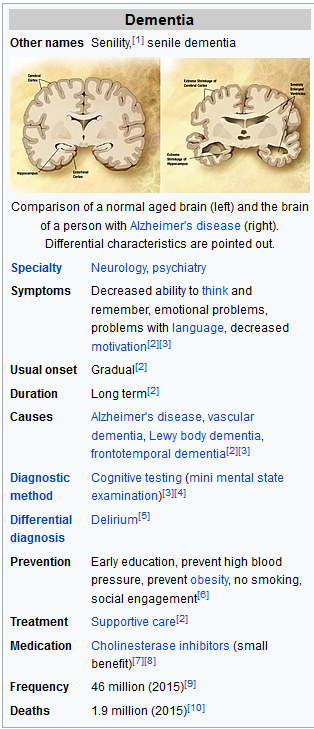 Dementia
Other names Senility,[1] senile dementia
Cerebral Cortex
Hippocampus
Entorhinal Cortex
Extreme Shrinkage of Cerebral Cortex
Severely Enlarged Ventricles
Extreme Shrinkage of Hippocampus
Comparison of a normal aged brain (left) and the brain
of a person with Alzheimer's disease (right).
Differential characteristics are pointed out.
Specialty Neurology, psychiatry
Symptoms Decreased ability to think and
remember, emotional problems,
problems with language, decreased
motivation[2][3]
Usual onset Gradual[2]
Duration Long term[2]
Causes Alzheimer's disease, vascular
dementia, Lewy body dementia,
frontotemporal dementia[2][3]
Diagnostic Cognitive testing (mini mental state
method examination)[3][4]
Differential Delirium[5]
diagnosis
Prevention Early education, prevent high blood
pressure, prevent obesity, no smoking,
social engagement[6]
Treatment Supportive care[2]
Medication Cholinesterase inhibitors (small
benefit)[7][8]
Frequency 46 million (2015)[9]
Deaths 1.9 million (2015)[10]